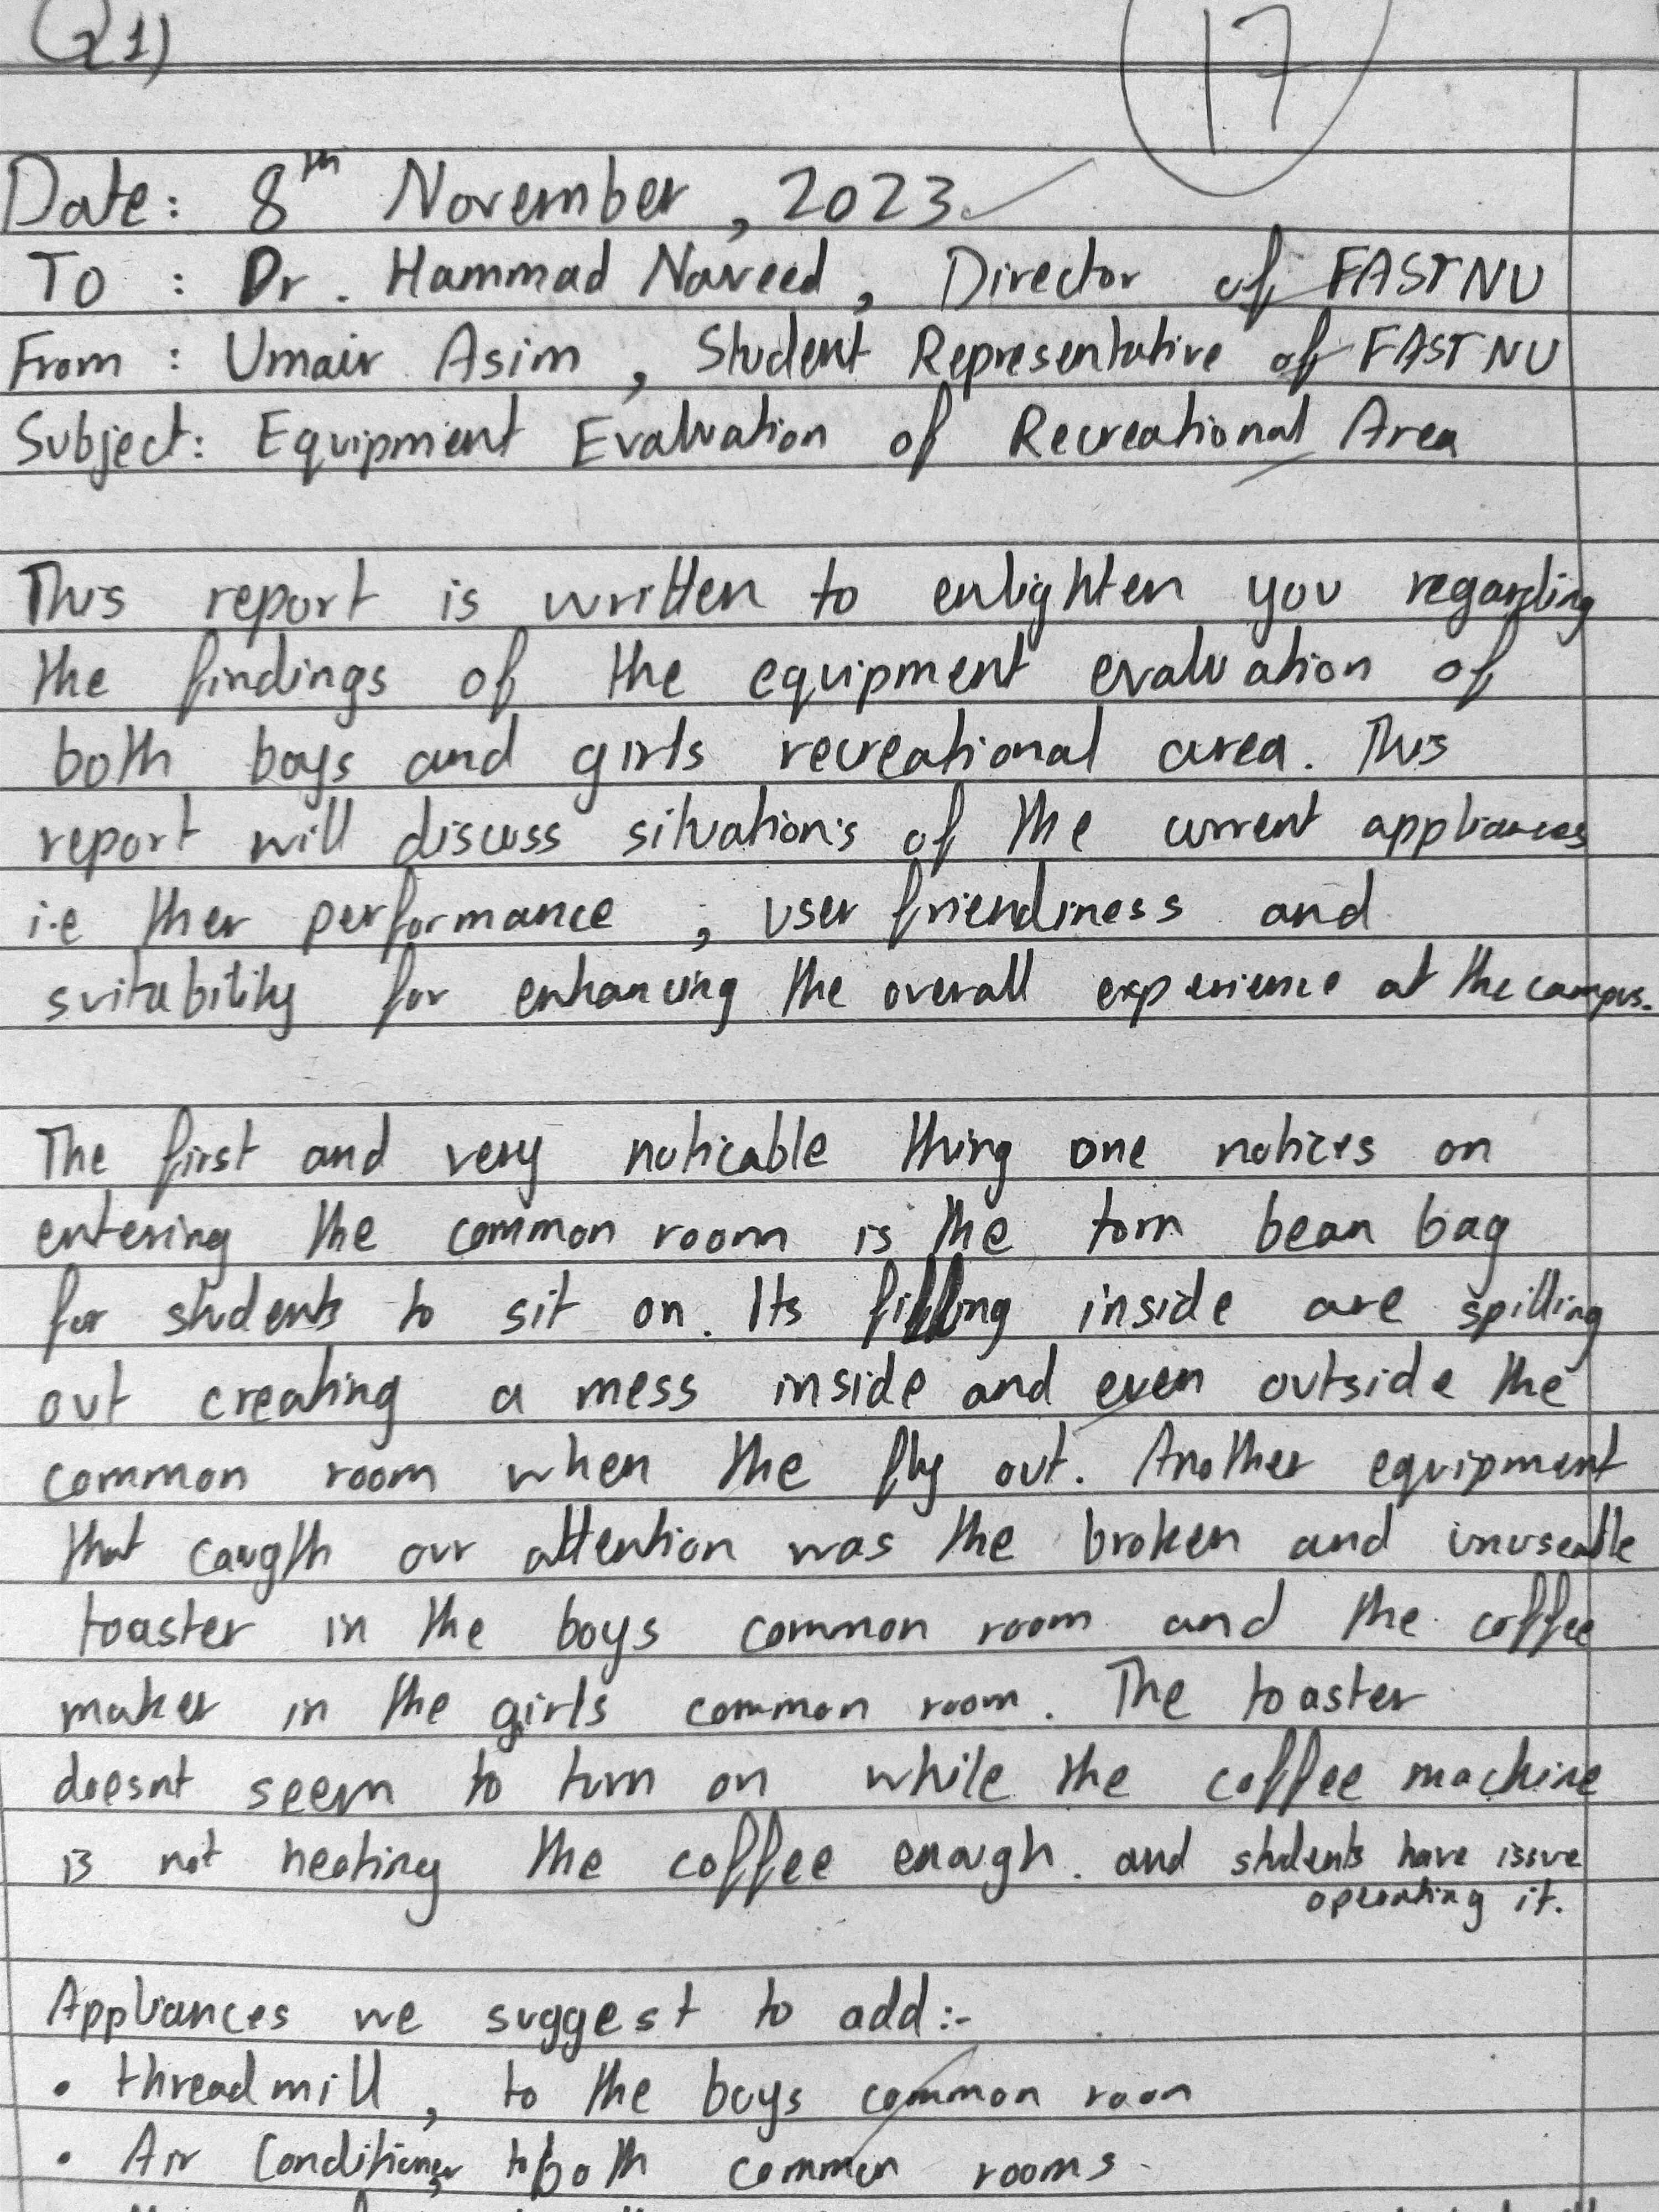 Q1)
17
Date: 8th November, 2023
To : Dr. Hammad Naveed, Director of FASTNU
From : Umair Asim, Student Representative of FASTNU
Subject: Equipment Evaluation of Recreational Area
This report is written to enlighten you regarding
the findings of the equipment evaluation of
both boys and girls recreational area. This
report will discuss situations of the current appliances
i.e ther performance, user friendliness and
suitability for enhancing the overall experience at the campus.
The first and very noticable thing one notices on
entering the common room is the torn bean bag
for students to sit on. Its filling inside are spilling
out creating a mess inside and even outside the
common room when the fly out. Another equipment
that caugth our attention was the broken and unuseable
toaster in the boys common room and the coffee
maker in the girls common room. The toaster
doesnt seem to turn on while the coffee machine
is not heating the coffee enough. and students have issue
operating it.
Appliances we suggest to add:-
• threadmill, to the boys common room
• Air Conditioner to both common rooms